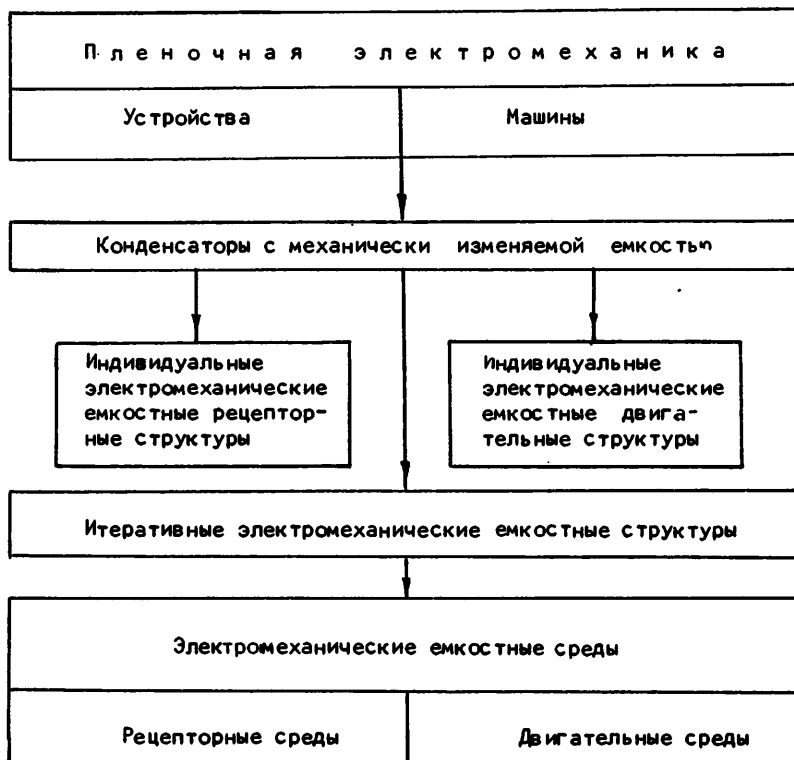 Пленочная электромеханика
Устройства
Машины
Конденсаторы с механически изменяемой емкостью
Индивидуальные
электромеханические
емкостные рецептор-
ные структуры
Индивидуальные
электромеханические
емкостные двига-
тельные структуры
Итеративные электромеханические емкостные структуры
Электромеханические емкостные среды
Рецепторные среды
Двигательные среды